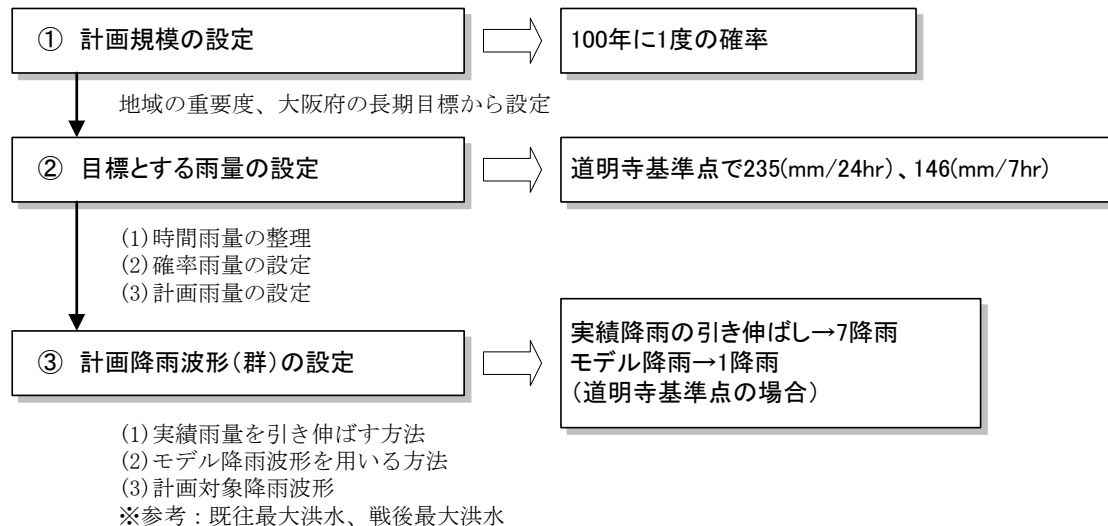 ① 計画規模の設定
100年に1度の確率
地域の重要度、大阪府の長期目標から設定
② 目標とする雨量の設定
道明寺基準点で235(mm/24hr)、146(mm/7hr)
(1)時間雨量の整理
(2)確率雨量の設定
(3)計画雨量の設定
③ 計画降雨波形(群)の設定
実績降雨の引き伸ばし→7降雨
モデル降雨→1降雨
(道明寺基準点の場合)
(1)実績雨量を引き伸ばす方法
(2)モデル降雨波形を用いる方法
(3)計画対象降雨波形
※参考：既往最大洪水、戦後最大洪水